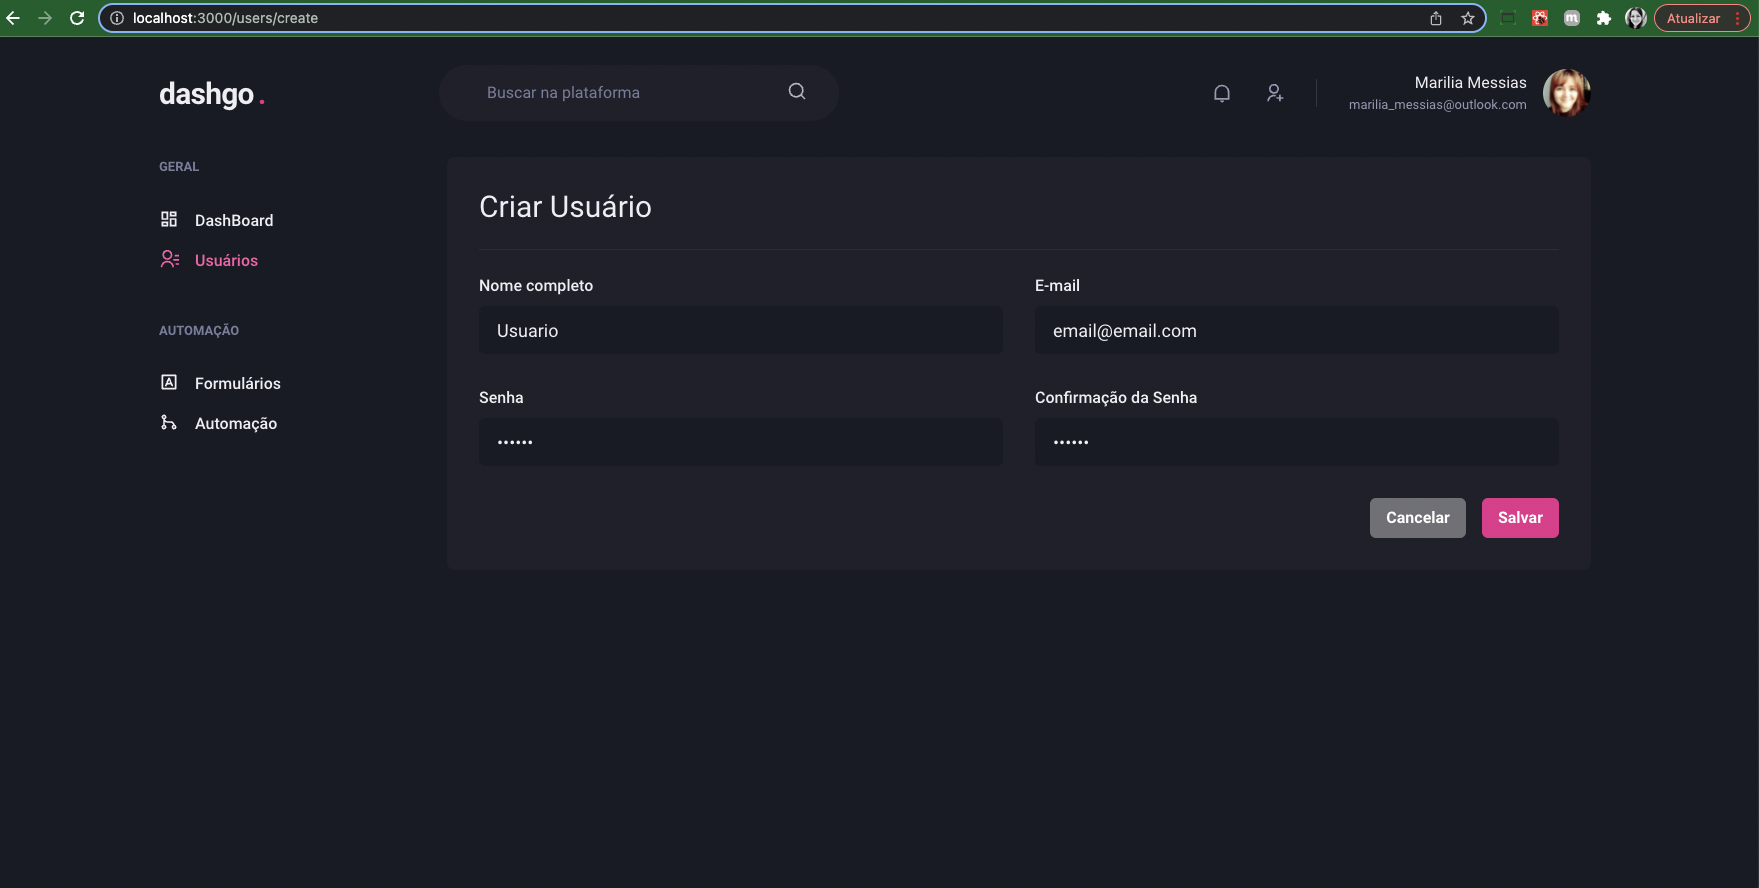 localhost:3000/users/create
Atualizar
dashgo.
Buscar na plataforma
Marilia Messias
marilia_messias@outlook.com
GERAL
DashBoard
Usuários
AUTOMAÇÃO
Formulários
Automação
Criar Usuário
Nome completo
E-mail
Usuario
email@email.com
Senha
Confirmação da Senha
••••••
••••••
Cancelar
Salvar